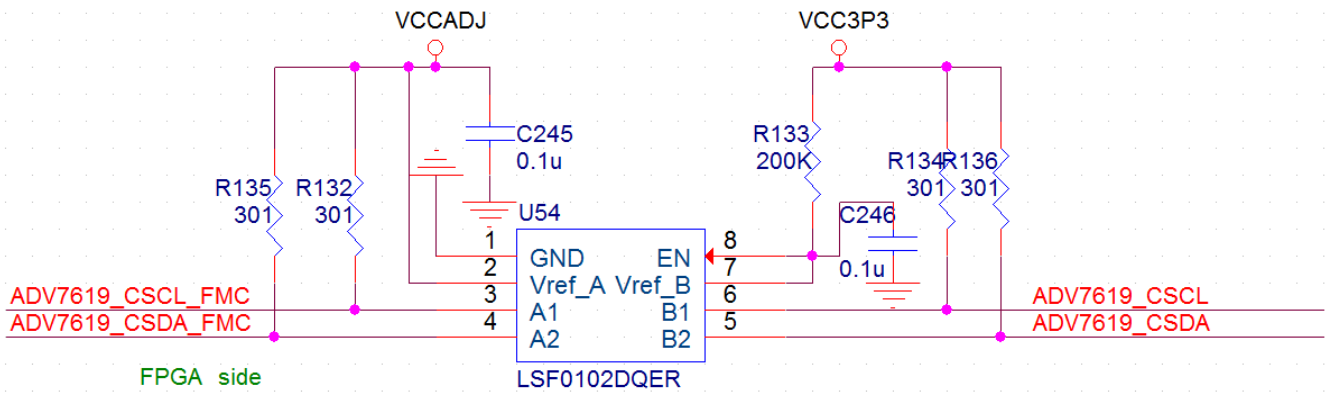 VCCADJ
VCC3P3
C245
0.1u
R133
200K
R135
301
R132
301
R134
301
R136
301
C246
0.1u
U54
1
GND
EN
8
2
Vref_A
Vref_B
7
3
A1
B1
6
4
A2
B2
5
ADV7619_CSCL_FMC
ADV7619_CSDA_FMC
ADV7619_CSCL
ADV7619_CSDA
FPGA side
LSF0102DQER